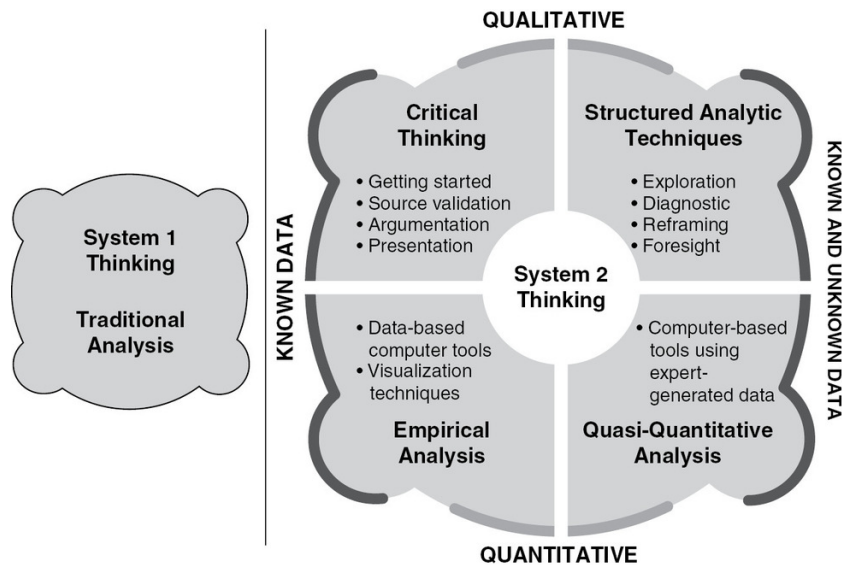 QUALITATIVE
System 1
Thinking
Traditional
Analysis
KNOWN DATA
Critical
Thinking
• Getting started
• Source validation
• Argumentation
• Presentation
Structured Analytic
Techniques
• Exploration
• Diagnostic
• Reframing
• Foresight
System 2
Thinking
• Data-based
computer tools
• Visualization
techniques
Empirical
Analysis
• Computer-based
tools using
expert-
generated data
Quasi-Quantitative
Analysis
KNOWN AND UNKNOWN DATA
QUANTITATIVE